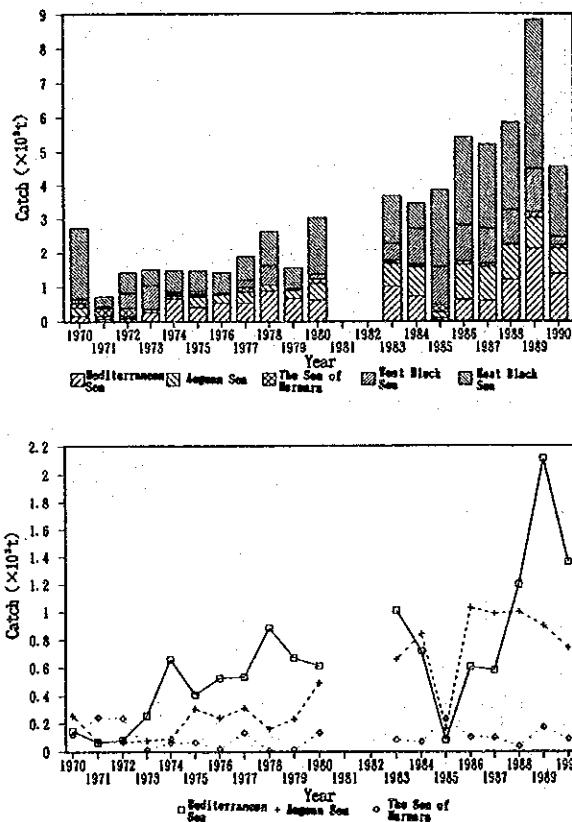 9
8
7
6
5
4
3
2
1
0
Catch (×10³t)
1970 1972 1974 1976 1978 1980 1982 1984 1986 1988 1990
1971 1973 1975 1977 1979 1981 1983 1985 1987 1989
Year
Mediterranean Sea Aegean Sea The Sea of Marmara West Black Sea West Black Sea
2.2
2
1.8
1.6
1.4
1.2
1
0.8
0.6
0.4
0.2
0
Catch (×10³t)
1970 1972 1974 1976 1978 1980 1982 1984 1986 1988 199
1971 1973 1975 1977 1979 1981 1983 1985 1987 1989
Year
Mediterranean Sea Aegean Sea The Sea of Marmara